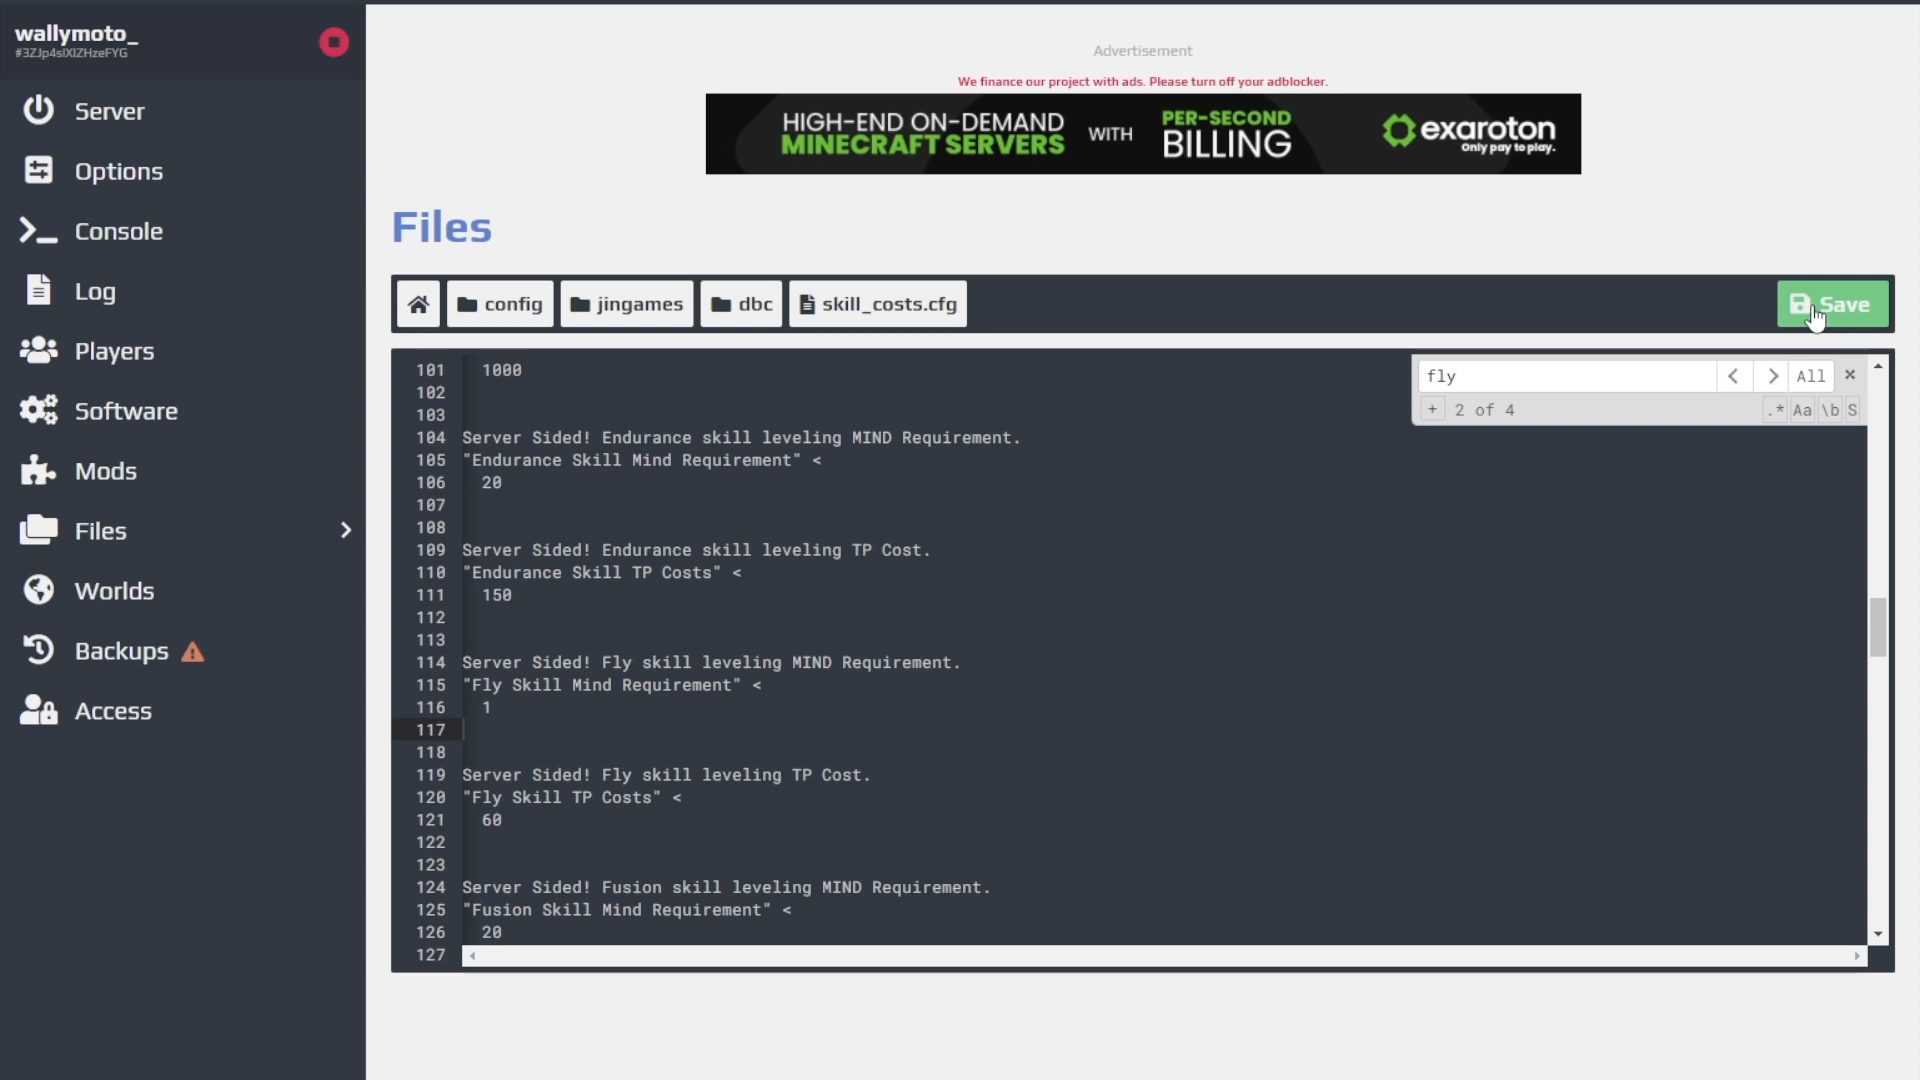 wallymoto_
Server
Options
Console
Log
Players
Software
Mods
Files
Worlds
Backups
Access
Advertisement
We finance our project with ads. Please turn off your adblocker.
HIGH-END ON-DEMAND
MINECRAFT SERVERS
WITH
PER-SECOND
BILLING
exaroton
Only pay to play.
Files
config
jingames
dbc
skill_costs.cfg
Save
fly
All
×
+ 2 of 4
.* Aa \b S
101 1000
102
103
104 Server Sided! Endurance skill leveling MIND Requirement.
105 "Endurance Skill Mind Requirement" <
106 20
107
108
109 Server Sided! Endurance skill leveling TP Cost.
110 "Endurance Skill TP Costs" <
111 150
112
113
114 Server Sided! Fly skill leveling MIND Requirement.
115 "Fly Skill Mind Requirement" <
116 1
117
118
119 Server Sided! Fly skill leveling TP Cost.
120 "Fly Skill TP Costs" <
121 60
122
123
124 Server Sided! Fusion skill leveling MIND Requirement.
125 "Fusion Skill Mind Requirement" <
126 20
127